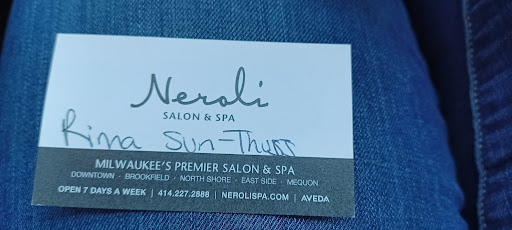 Neroli
SALON & SPA
Rima Sun-Thurs
MILWAUKEE'S PREMIER SALON & SPA
DOWNTOWN · BROOKFIELD · NORTH SHORE · EAST SIDE · MEQUON
OPEN 7 DAYS A WEEK | 414.227.2888 | NEROLISPA.COM | AVEDA